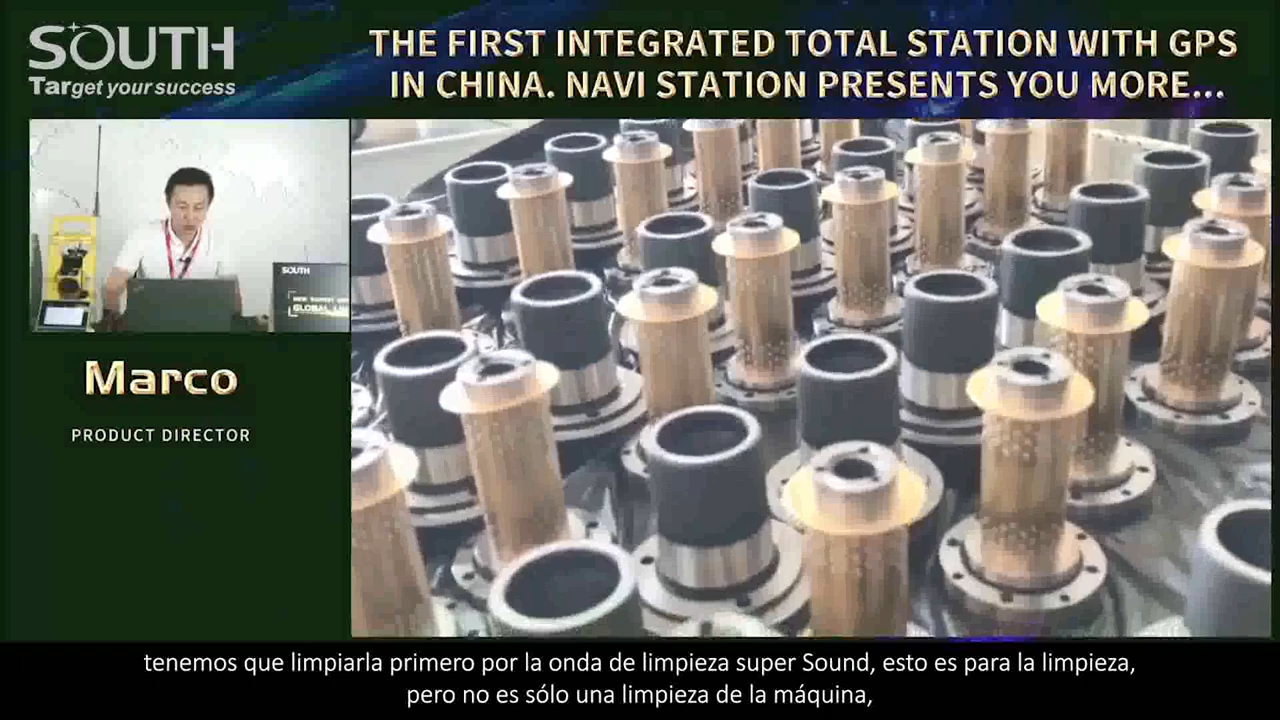 SOUTH
Target your success
THE FIRST INTEGRATED TOTAL STATION WITH GPS
IN CHINA. NAVI STATION PRESENTS YOU MORE...
SOUTH
Marco
PRODUCT DIRECTOR
tenemos que limpiarla primero por la onda de limpieza super Sound, esto es para la limpieza,
pero no es sólo una limpieza de la máquina,